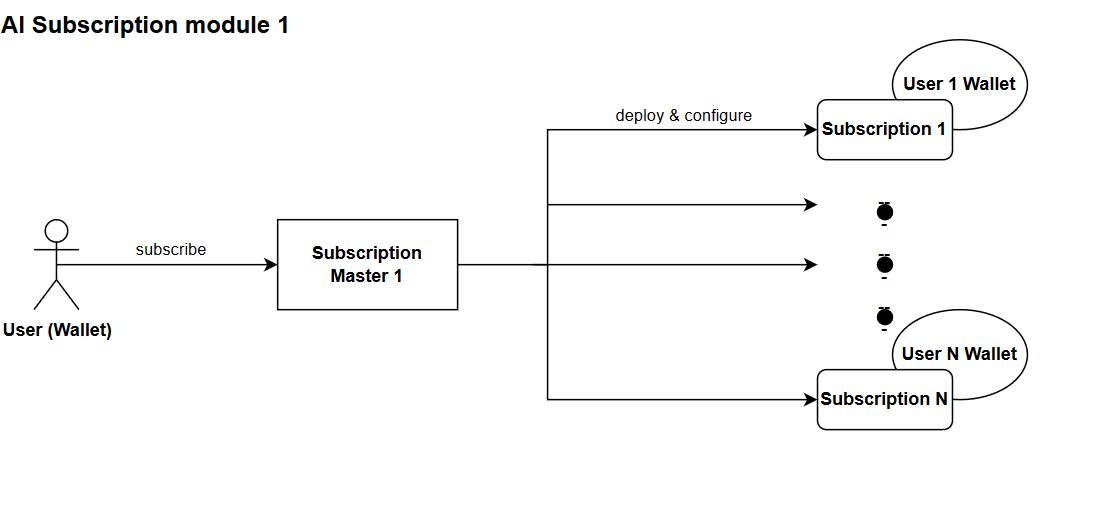 AI Subscription module 1
User 1 Wallet
deploy & configure
Subscription 1
subscribe
Subscription
Master 1
User (Wallet)
User N Wallet
Subscription N